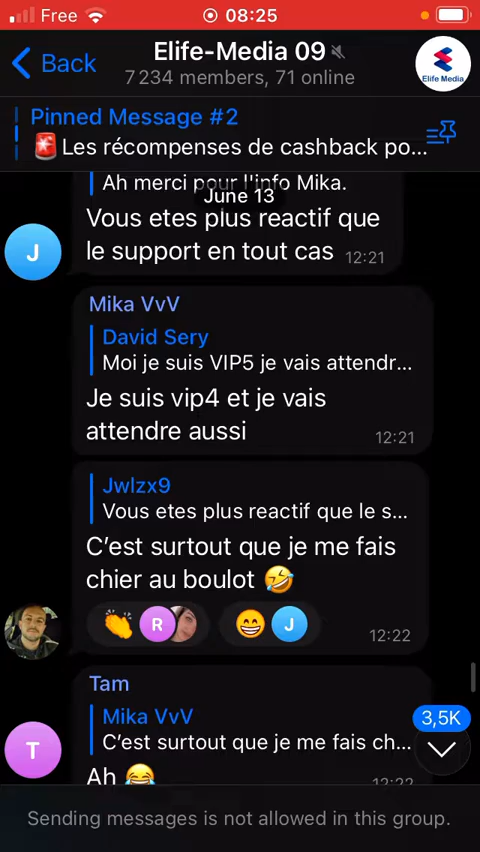 Free 08:25
Back
Elife-Media 09
7 234 members, 71 online
Elife Media
Pinned Message #2
🚨Les récompenses de cashback po...
Ah merci pour l'info Mika.
June 13
Vous etes plus reactif que
le support en tout cas 12:21
J
Mika VvV
David Sery
Moi je suis VIP5 je vais attendr...
Je suis vip4 et je vais
attendre aussi 12:21
Jwlzx9
Vous etes plus reactif que le s...
C’est surtout que je me fais
chier au boulot 🤣
👏 R 😁 J 12:22
Tam
Mika VvV
C’est surtout que je me fais ch...
3,5K
T
Ah 😂 12:22
Sending messages is not allowed in this group.